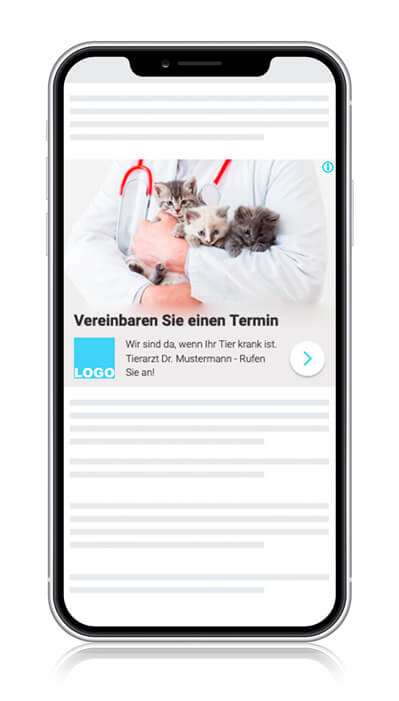 Vereinbaren Sie einen Termin
Wir sind da, wenn Ihr Tier krank ist.
Tierarzt Dr. Mustermann - Rufen
Sie an!
LOGO